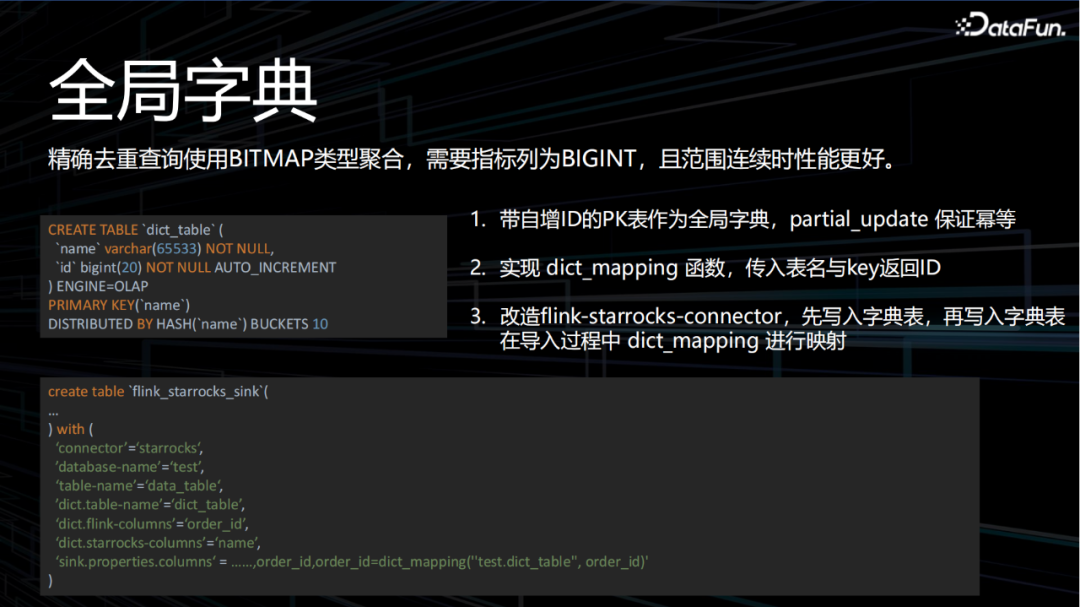 DataFun.
全局字典
精确去重查询使用BITMAP类型聚合，需要指标列为BIGINT，且范围连续时性能更好。
CREATE TABLE `dict_table` (
`name` varchar(65533) NOT NULL,
`id` bigint(20) NOT NULL AUTO_INCREMENT
) ENGINE=OLAP
PRIMARY KEY(`name`)
DISTRIBUTED BY HASH(`name`) BUCKETS 10
1. 带自增ID的PK表作为全局字典，partial_update 保证幂等
2. 实现 dict_mapping 函数，传入表名与key返回ID
3. 改造flink-starrocks-connector，先写入字典表，再写入字典表
在导入过程中 dict_mapping 进行映射
create table `flink_starrocks_sink`(
...
) with (
‘connector’=‘starrocks’,
‘database-name’=‘test’,
‘table-name’=‘data_table’,
‘dict.table-name’=‘dict_table’,
‘dict.flink-columns’=‘order_id’,
‘dict.starrocks-columns’=‘name’,
‘sink.properties.columns’ = ……,order_id,order_id=dict_mapping("test.dict_table", order_id)'
)